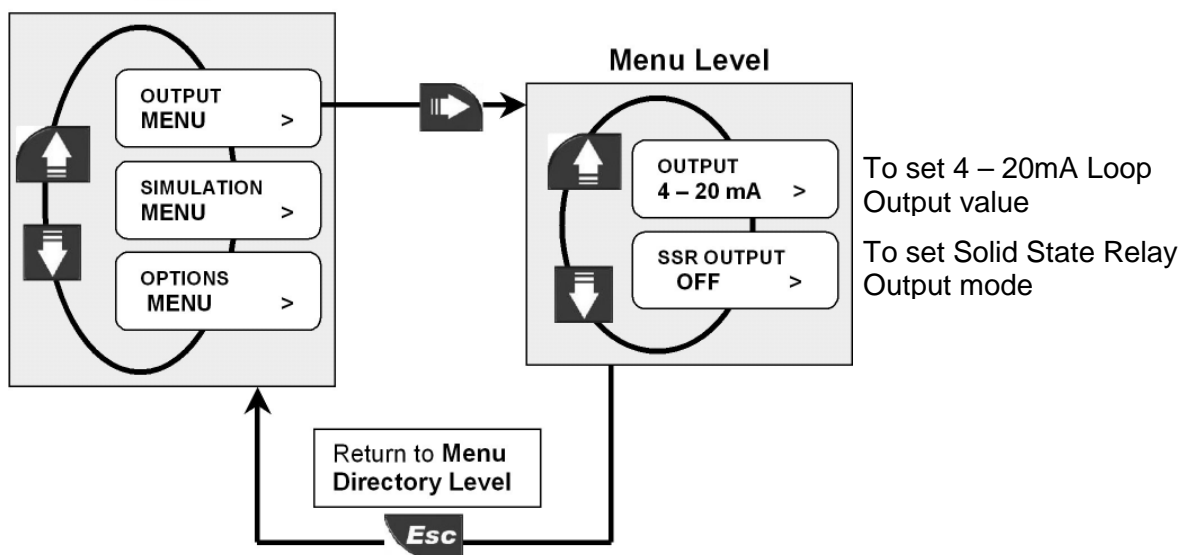 OUTPUT
MENU >
SIMULATION
MENU >
OPTIONS
MENU >
Menu Level
OUTPUT
4 – 20 mA >
SSR OUTPUT
OFF >
To set 4 – 20mA Loop
Output value
To set Solid State Relay
Output mode
Return to Menu
Directory Level
Esc